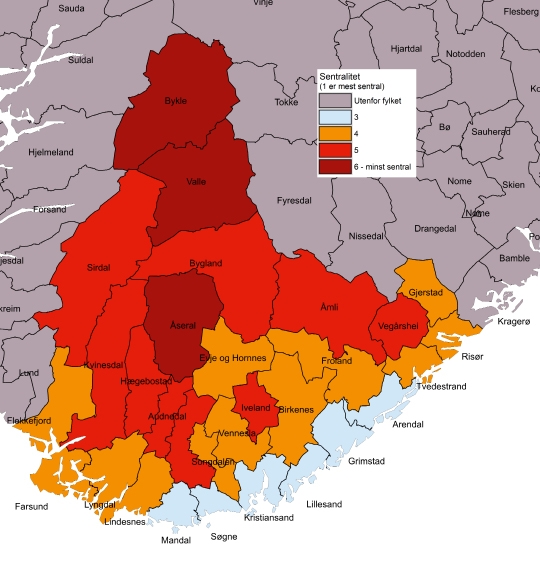 Sauda
Vinje
Flesberg
Suldal
Hjartdal
Notodden
Sentralitet
(1 er mest sentral)
Utenfor fylket
3
4
5
6 - minst sentral
Bykle
Tokke
Bø
Sauherad
Hjelmeland
Valle
Nome
Skien
Forsand
Fyresdal
Nome
Drangedal
Nissedal
Bamble
Sirdal
Bygland
Gjerstad
Åmli
Kragerø
Åseral
Vegårshei
Lund
Kvinesdal
Evje og Hornnes
Froland
Risør
Hægebostad
Tvedestrand
Iveland
Birkenes
Audnedal
Flekkefjord
Arendal
Vennesla
Songdalen
Grimstad
Farsund
Lyngdal
Lillesand
Lindesnes
Kristiansand
Mandal
Søgne